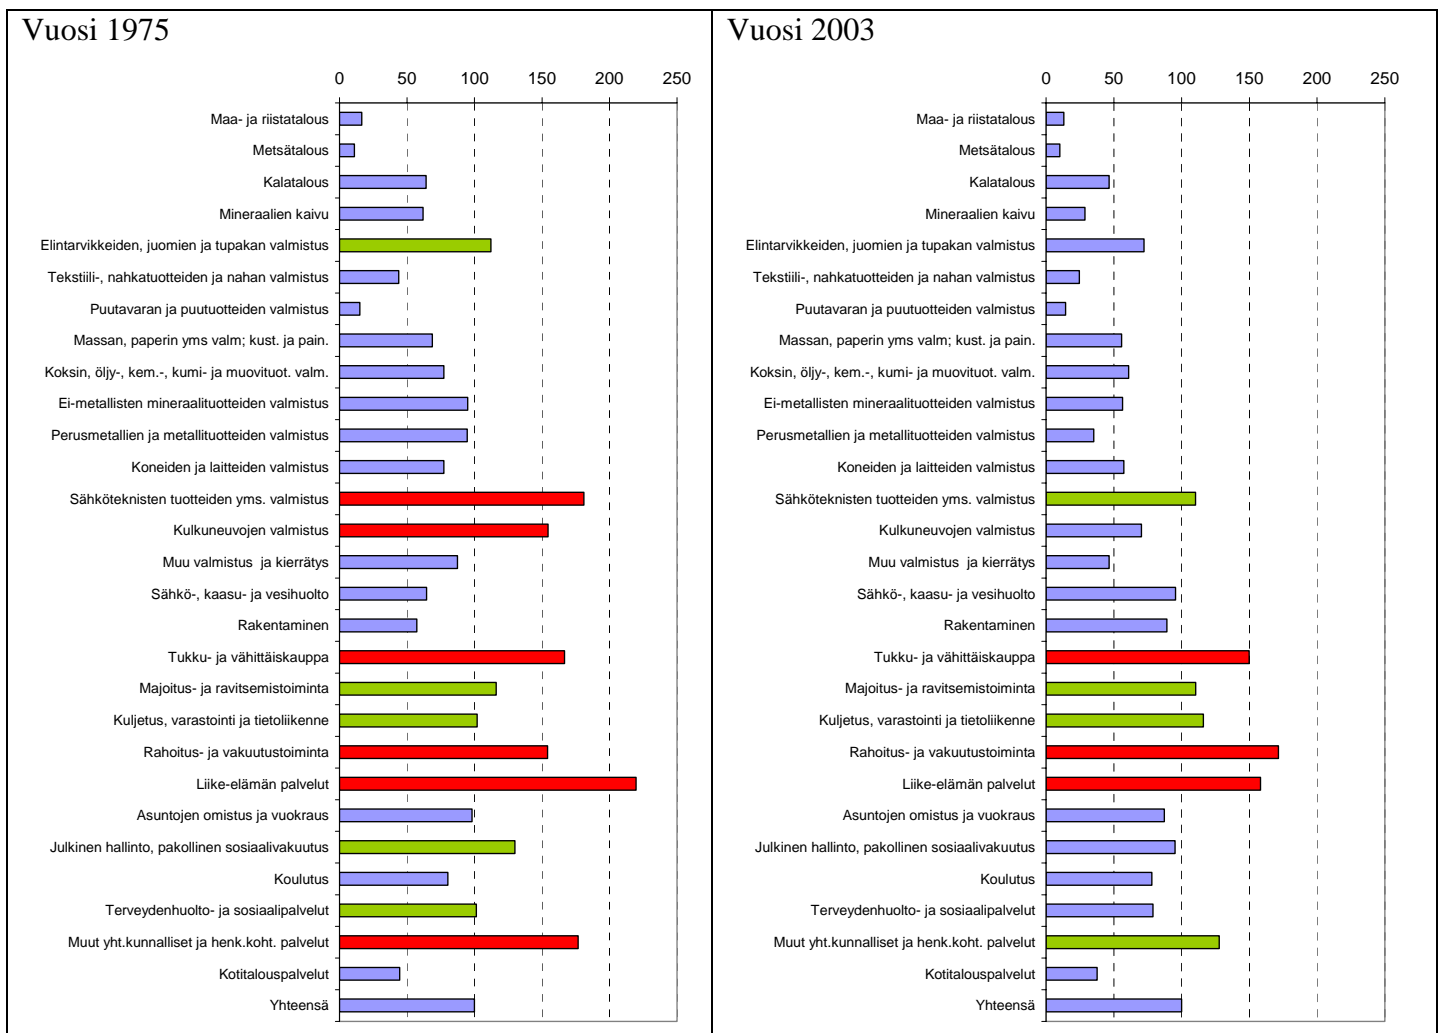 Vuosi 1975
0 50 100 150 200 250
Maa- ja riistatalous
Metsätalous
Kalatalous
Mineraalien kaivu
Elintarvikkeiden, juomien ja tupakan valmistus
Tekstiili-, nahkatuotteiden ja nahan valmistus
Puutavaran ja puutuotteiden valmistus
Massan, paperin yms valm; kust. ja pain.
Koksin, öljy-, kem.-, kumi- ja muovituot. valm.
Ei-metallisten mineraalituotteiden valmistus
Perusmetallien ja metallituotteiden valmistus
Koneiden ja laitteiden valmistus
Sähköteknisten tuotteiden yms. valmistus
Kulkuneuvojen valmistus
Muu valmistus ja kierrätys
Sähkö-, kaasu- ja vesihuolto
Rakentaminen
Tukku- ja vähittäiskauppa
Majoitus- ja ravitsemistoiminta
Kuljetus, varastointi ja tietoliikenne
Rahoitus- ja vakuutustoiminta
Liike-elämän palvelut
Asuntojen omistus ja vuokraus
Julkinen hallinto, pakollinen sosiaalivakuutus
Koulutus
Terveydenhuolto- ja sosiaalipalvelut
Muut yht.kunnalliset ja henk.koht. palvelut
Kotitalouspalvelut
Yhteensä
Vuosi 2003
0 50 100 150 200 250
Maa- ja riistatalous
Metsätalous
Kalatalous
Mineraalien kaivu
Elintarvikkeiden, juomien ja tupakan valmistus
Tekstiili-, nahkatuotteiden ja nahan valmistus
Puutavaran ja puutuotteiden valmistus
Massan, paperin yms valm; kust. ja pain.
Koksin, öljy-, kem.-, kumi- ja muovituot. valm.
Ei-metallisten mineraalituotteiden valmistus
Perusmetallien ja metallituotteiden valmistus
Koneiden ja laitteiden valmistus
Sähköteknisten tuotteiden yms. valmistus
Kulkuneuvojen valmistus
Muu valmistus ja kierrätys
Sähkö-, kaasu- ja vesihuolto
Rakentaminen
Tukku- ja vähittäiskauppa
Majoitus- ja ravitsemistoiminta
Kuljetus, varastointi ja tietoliikenne
Rahoitus- ja vakuutustoiminta
Liike-elämän palvelut
Asuntojen omistus ja vuokraus
Julkinen hallinto, pakollinen sosiaalivakuutus
Koulutus
Terveydenhuolto- ja sosiaalipalvelut
Muut yht.kunnalliset ja henk.koht. palvelut
Kotitalouspalvelut
Yhteensä